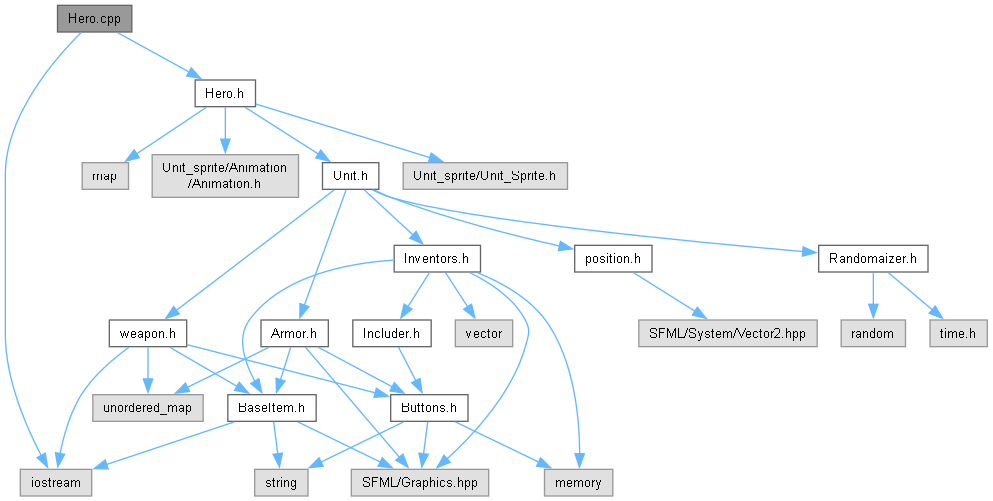 Hero.cpp
Hero.h
map
Unit_sprite/Animation
/Animation.h
Unit.h
Unit_sprite/Unit_Sprite.h
Inventors.h
position.h
Randomaizer.h
weapon.h
Armor.h
Includer.h
vector
SFML/System/Vector2.hpp
random
time.h
unordered_map
BaseItem.h
Buttons.h
iostream
string
SFML/Graphics.hpp
memory